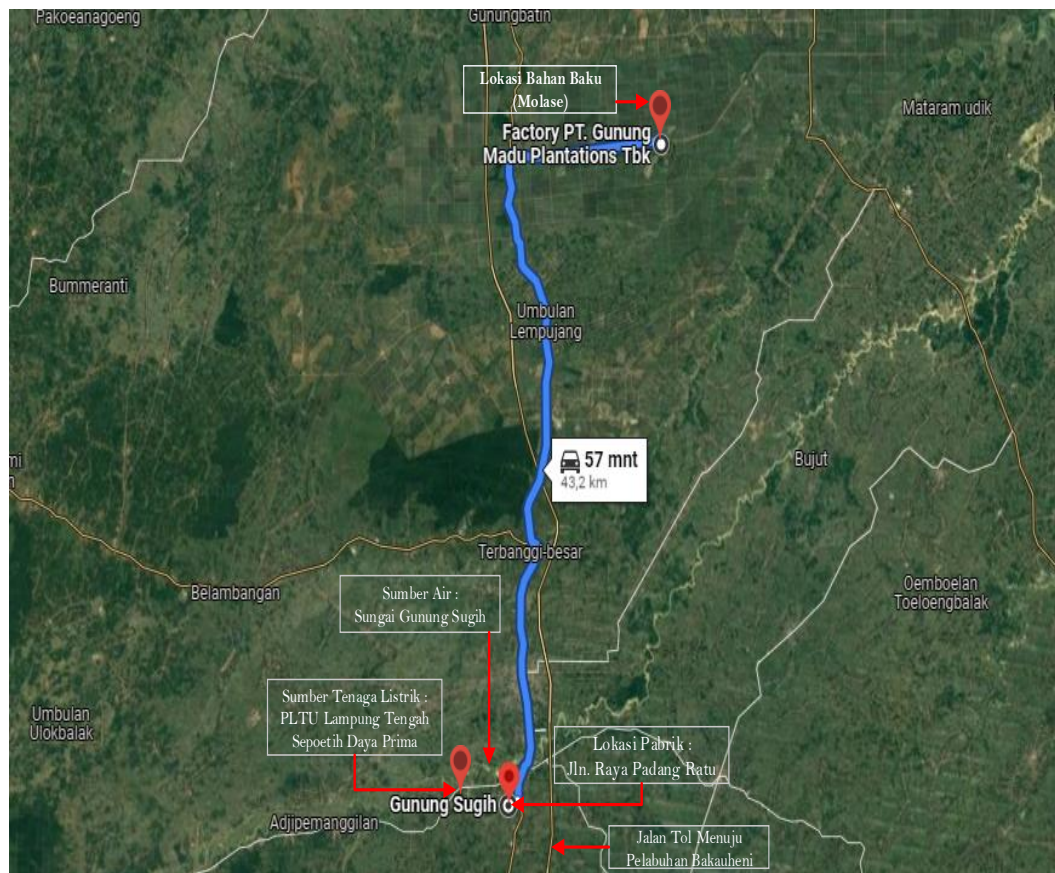 Pakoeanagoeng
Gunungbatin
Lokasi Bahan Baku
(Molase)
Mataram udik
Factory PT. Gunung
Madu Plantations Tbk
Bummeranti
Umbulan
Lempujang
57 mnt
43,2 km
Bujut
Terbanggi-besar
Belambangan
Oemboelan
Toeloengbalak
Sumber Air :
Sungai Gunung Sugih
Sumber Tenaga Listrik :
PLTU Lampung Tengah
Sepoetih Daya Prima
Umbulan
Ulokbalak
Lokasi Pabrik :
Jln. Raya Padang Ratu
Gunung Sugih
Adjipemanggilan
Jalan Tol Menuju
Pelabuhan Bakauheni